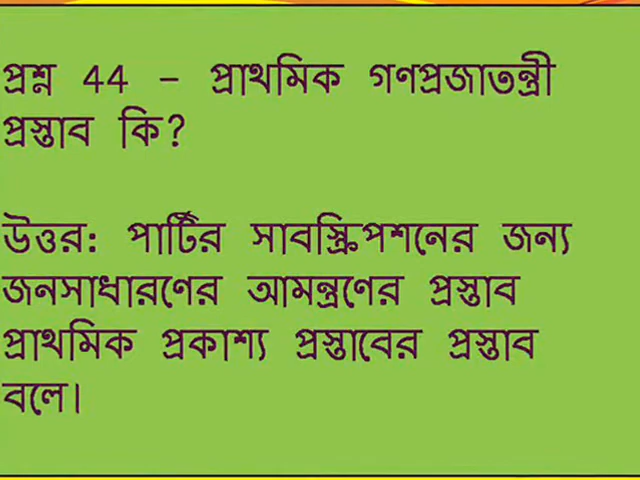 প্রশ্ন 44 - প্রাথমিক গণপ্রজাতন্ত্রী
প্রস্তাব কি?
উত্তর: পার্টির সাবস্ক্রিপশনের জন্য
জনসাধারণের আমন্ত্রণের প্রস্তাব
প্রাথমিক প্রকাশ্য প্রস্তাবের প্রস্তাব
বলে।